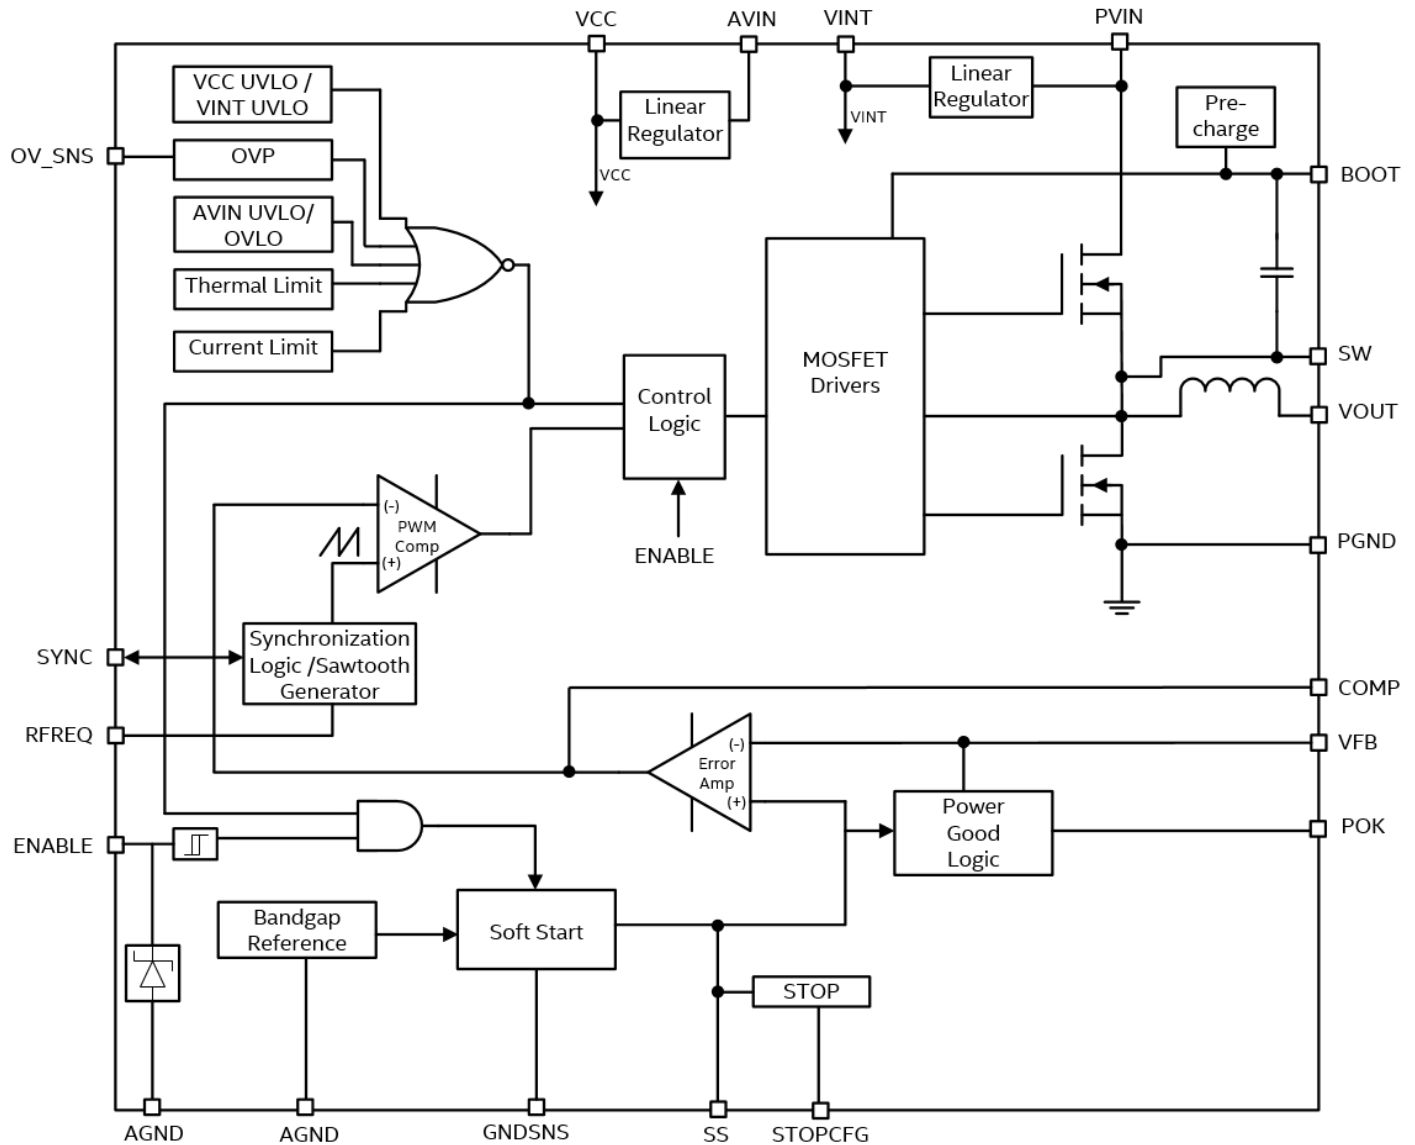 VCC
AVIN
VINT
PVIN
VCC UVLO /
VINT UVLO
Linear
Regulator
Linear
Regulator
Pre-
charge
VINT
OV_SNS
OVP
VCC
BOOT
AVIN UVLO/
OVLO
Thermal Limit
Current Limit
MOSFET
Drivers
SW
Control
Logic
VOUT
(-)
PWM
Comp
(+)
ENABLE
PGND
SYNC
Synchronization
Logic /Sawtooth
Generator
COMP
RFREQ
VFB
(-)
Error
Amp
(+)
Power
Good
Logic
POK
ENABLE
Bandgap
Reference
Soft Start
STOP
AGND
AGND
GNDSNS
SS
STOPCFG